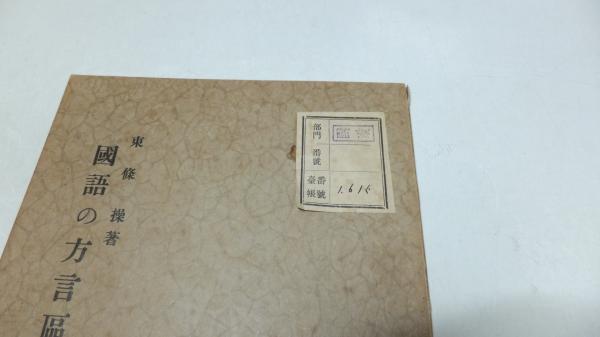 東條操著
國語の方言區
部門
番號
臺帳番號
1.616